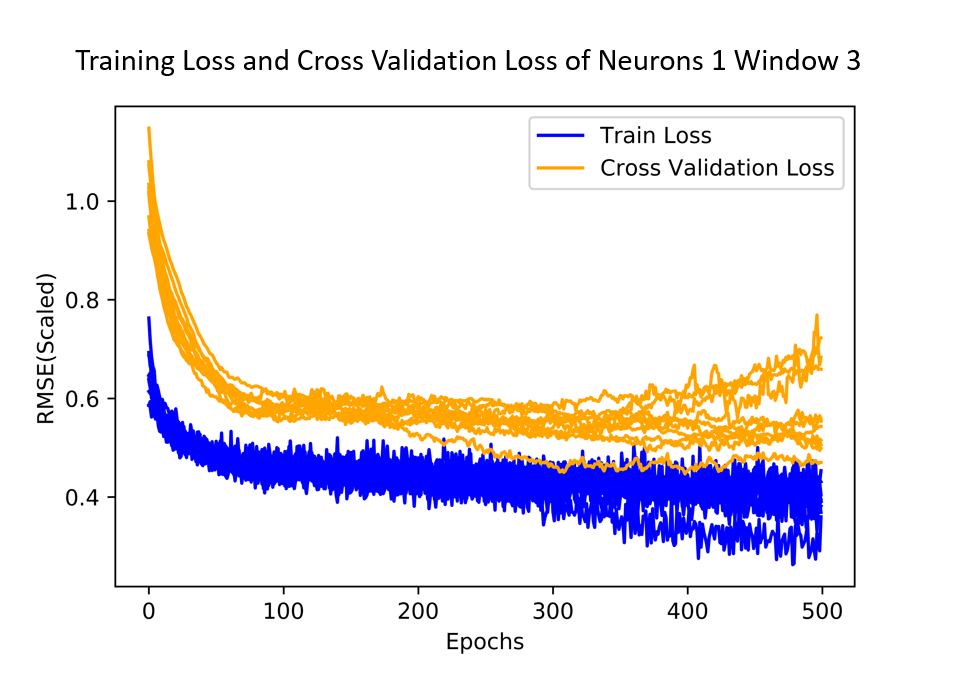 Training Loss and Cross Validation Loss of Neurons 1 Window 3
Train Loss
Cross Validation Loss
1.0
0.8
0.6
0.4
RMSE(Scaled)
0 100 200 300 400 500
Epochs